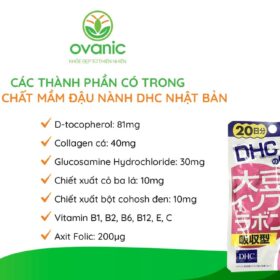 ovanic
KHỎE ĐẸP TỪ THIÊN NHIÊN
CÁC THÀNH PHẦN CÓ TRONG
CHẤT MẦM ĐẬU NÀNH DHC NHẬT BẢN
D-tocopherol: 81mg
Collagen cá: 40mg
Glucosamine Hydrochloride: 30mg
Chiết xuất cỏ ba lá: 10mg
Chiết xuất bột cohosh đen: 10mg
Vitamin B1, B2, B6, B12, E, C
Axit Folic: 200µg
20日分
DHC
大豆
イソフラボン
吸収型
DHC